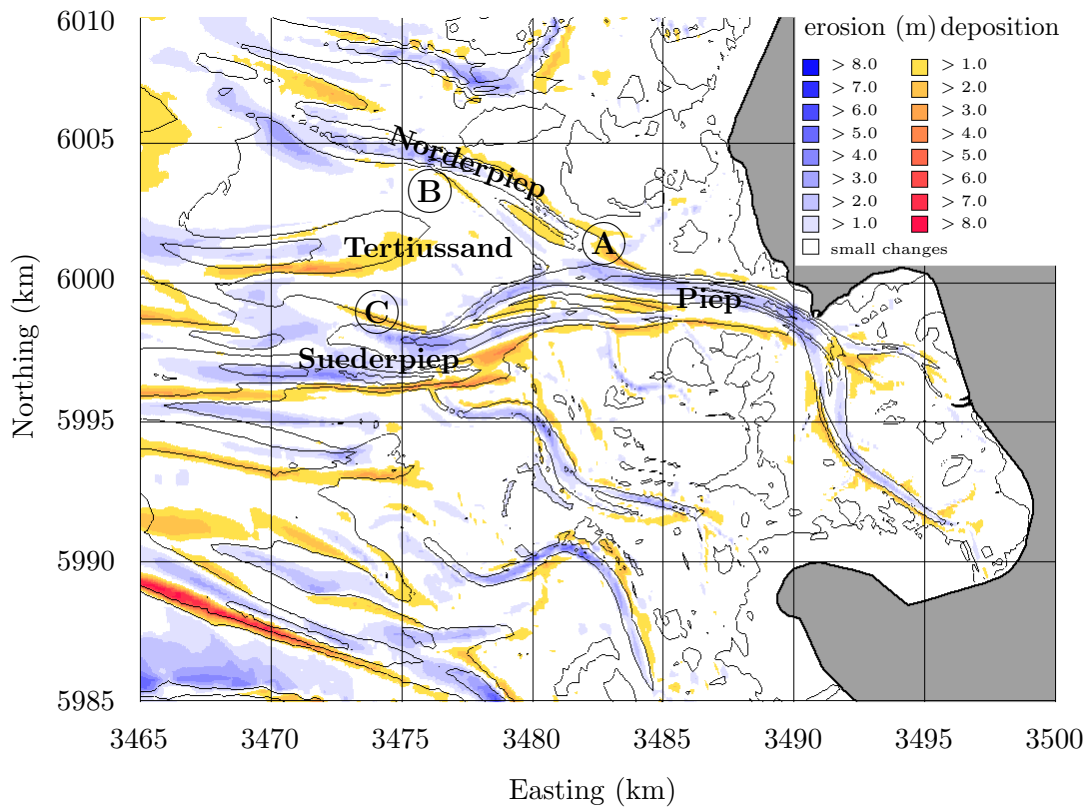 erosion (m) deposition
> 8.0 > 1.0
> 7.0 > 2.0
> 6.0 > 3.0
> 5.0 > 4.0
> 4.0 > 5.0
> 3.0 > 6.0
> 2.0 > 7.0
> 1.0 > 8.0
small changes
6010
6005
6000
5995
5990
5985
Northing (km)
Norderpiep
B
A
Tertiussand
C
Piep
Suederpiep
3465 3470 3475 3480 3485 3490 3495 3500
Easting (km)